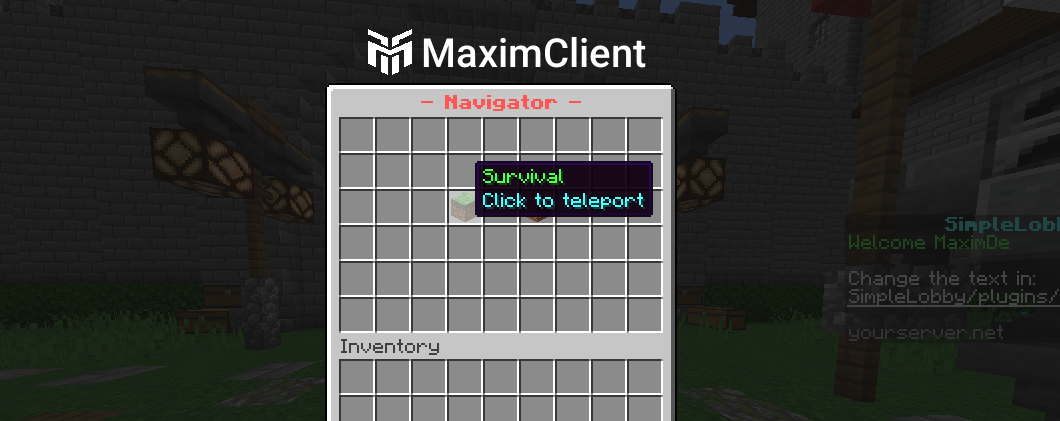 MaximClient
- Navigator -
Survival
Click to teleport
SimpleLobb
Welcome MaximDe
Change the text in:
SimpleLobby/plugins/
yourserver.net
Inventory